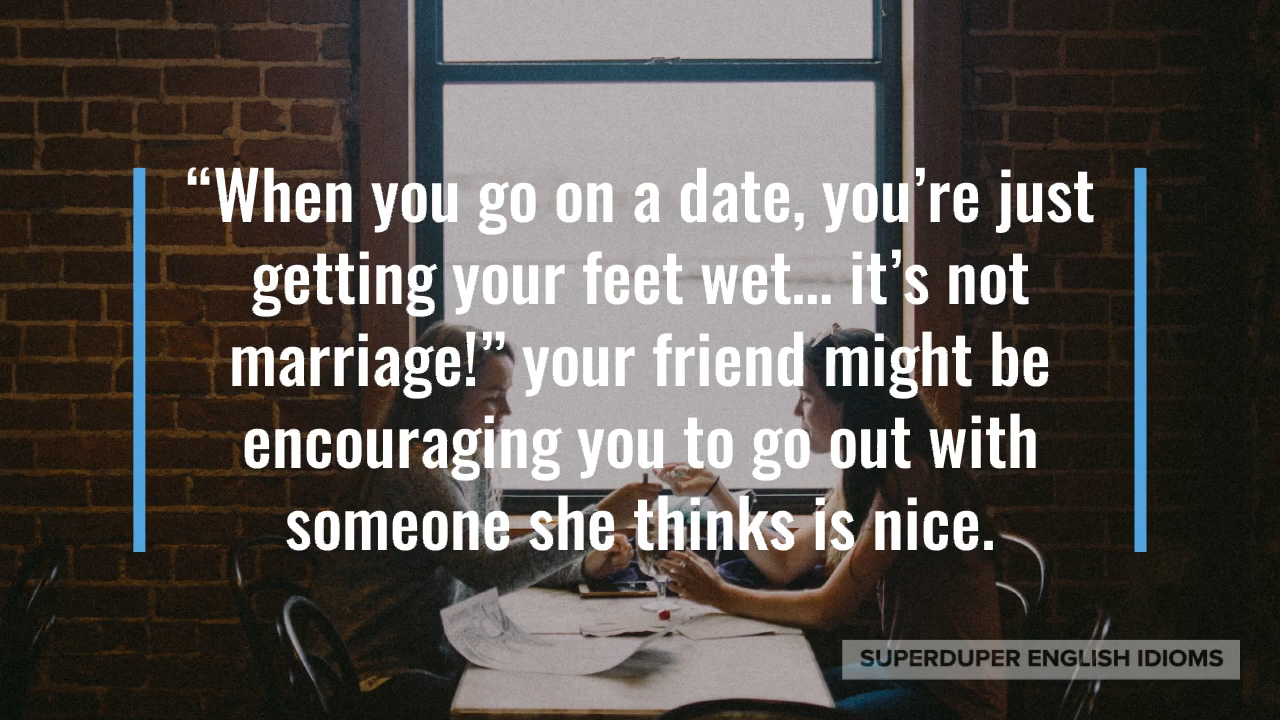 “When you go on a date, you’re just
getting your feet wet... it’s not
marriage!” your friend might be
encouraging you to go out with
someone she thinks is nice.
SUPERDUPER ENGLISH IDIOMS